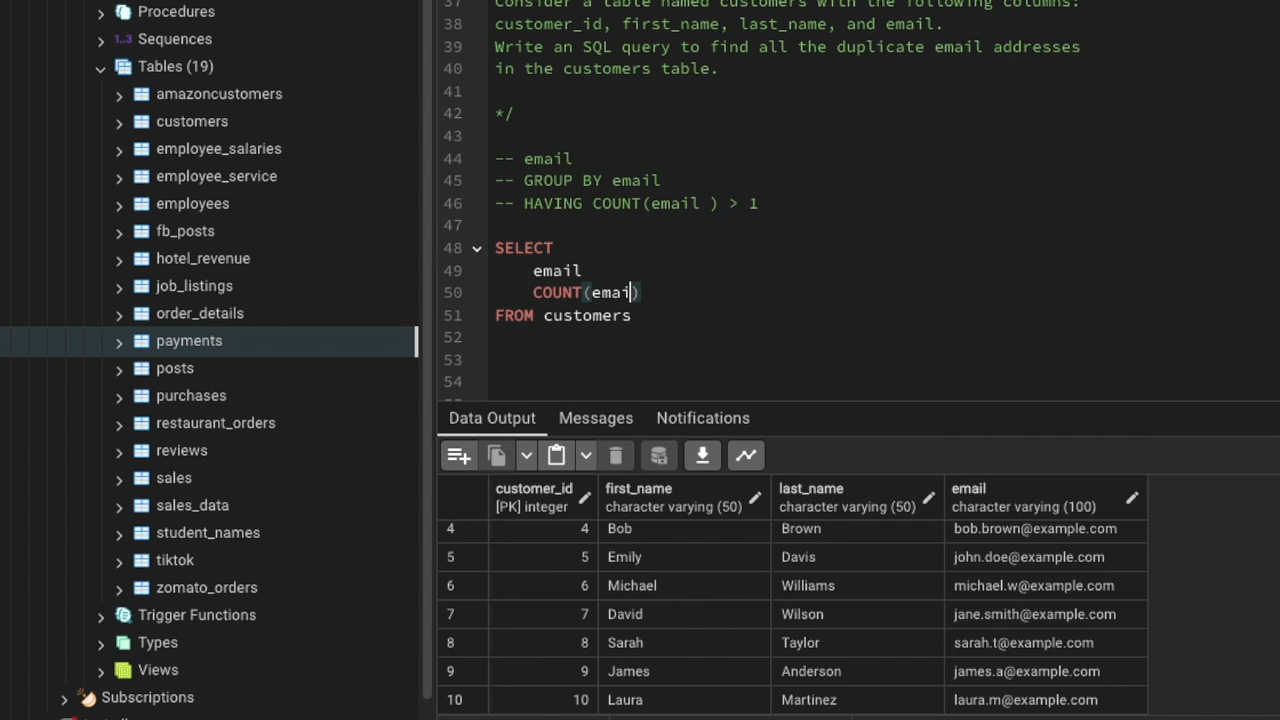 Procedures
1..3 Sequences
Tables (19)
amazoncustomers
customers
employee_salaries
employee_service
employees
fb_posts
hotel_revenue
job_listings
order_details
payments
posts
purchases
restaurant_orders
reviews
sales
sales_data
student_names
tiktok
zomato_orders
Trigger Functions
Types
Views
Subscriptions
37 Consider a table named customers with the following columns:
38 customer_id, first_name, last_name, and email.
39 Write an SQL query to find all the duplicate email addresses
40 in the customers table.
41
42 */
43
44 -- email
45 -- GROUP BY email
46 -- HAVING COUNT(email ) > 1
47
48 SELECT
49 email
50 COUNT(emai)
51 FROM customers
52
53
54
Data Output Messages Notifications
customer_id first_name last_name email
[PK] integer character varying (50) character varying (50) character varying (100)
4 4 Bob Brown bob.brown@example.com
5 5 Emily Davis john.doe@example.com
6 6 Michael Williams michael.w@example.com
7 7 David Wilson jane.smith@example.com
8 8 Sarah Taylor sarah.t@example.com
9 9 James Anderson james.a@example.com
10 10 Laura Martinez laura.m@example.com